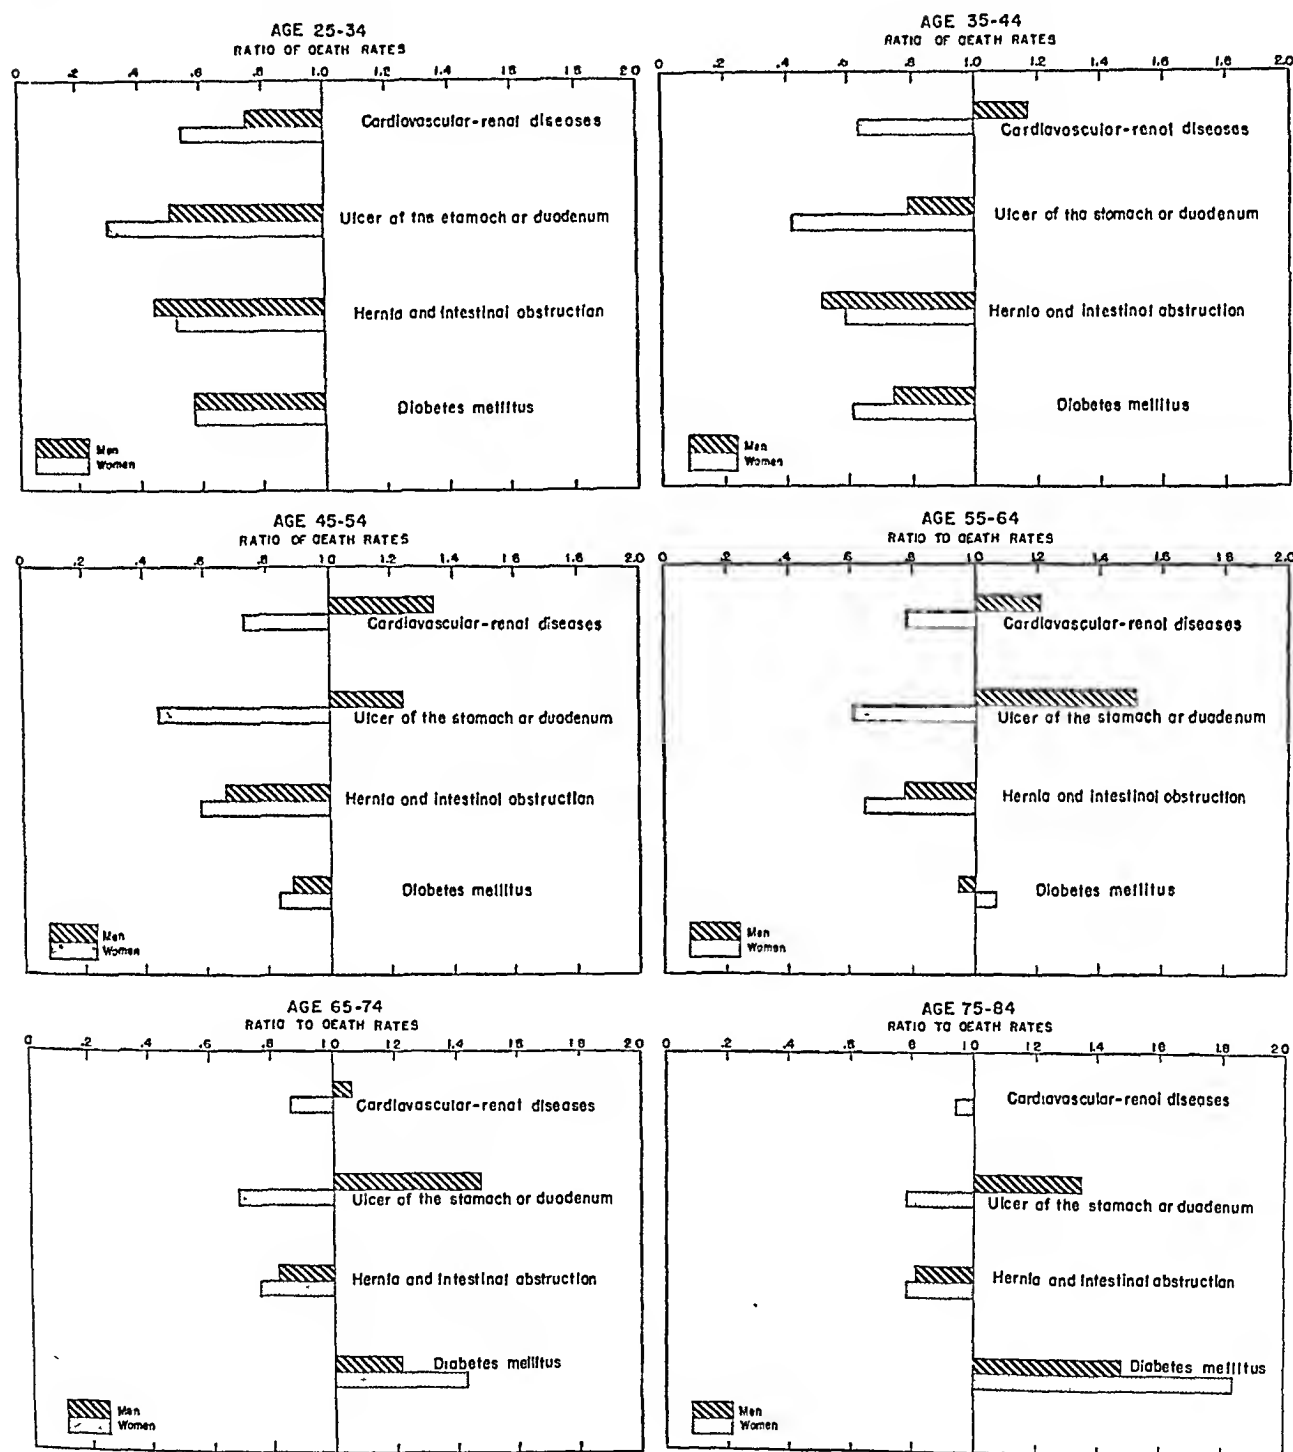 AGE 25-34
RATIO OF DEATH RATES
0 .2 .4 .6 .8 1.0 1.2 1.4 1.6 1.8 2.0
Cardiovascular-renal diseases
Ulcer of the stomach or duodenum
Hernia and intestinal obstruction
Diabetes mellitus
Men
Women
AGE 35-44
RATIO OF DEATH RATES
0 .2 .4 .6 .8 1.0 1.2 1.4 1.6 1.8 2.0
Cardiovascular-renal diseases
Ulcer of the stomach or duodenum
Hernia and intestinal obstruction
Diabetes mellitus
Men
Women
AGE 45-54
RATIO OF DEATH RATES
0 .2 .4 .6 .8 1.0 1.2 1.4 1.6 1.8 2.0
Cardiovascular-renal diseases
Ulcer of the stomach or duodenum
Hernia and intestinal obstruction
Diabetes mellitus
Men
Women
AGE 55-64
RATIO TO DEATH RATES
0 .2 .4 .6 .8 1.0 1.2 1.4 1.6 1.8 2.0
Cardiovascular-renal diseases
Ulcer of the stomach or duodenum
Hernia and intestinal obstruction
Diabetes mellitus
Men
Women
AGE 65-74
RATIO TO DEATH RATES
0 .2 .4 .6 .8 1.0 1.2 1.4 1.6 1.8 2.0
Cardiovascular-renal diseases
Ulcer of the stomach or duodenum
Hernia and intestinal obstruction
Diabetes mellitus
Men
Women
AGE 75-84
RATIO TO DEATH RATES
0 .2 .4 .6 .8 1.0 1.2 1.4 1.6 1.8 2.0
Cardiovascular-renal diseases
Ulcer of the stomach or duodenum
Hernia and intestinal obstruction
Diabetes mellitus
Men
Women